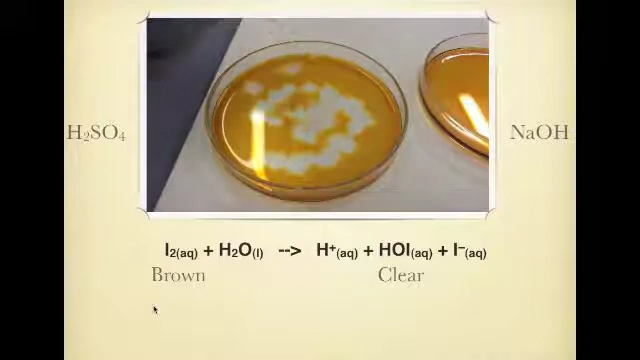 H₂SO₄
NaOH
I₂(aq) + H₂O(l) --> H⁺(aq) + HOI(aq) + I⁻(aq)
Brown
Clear